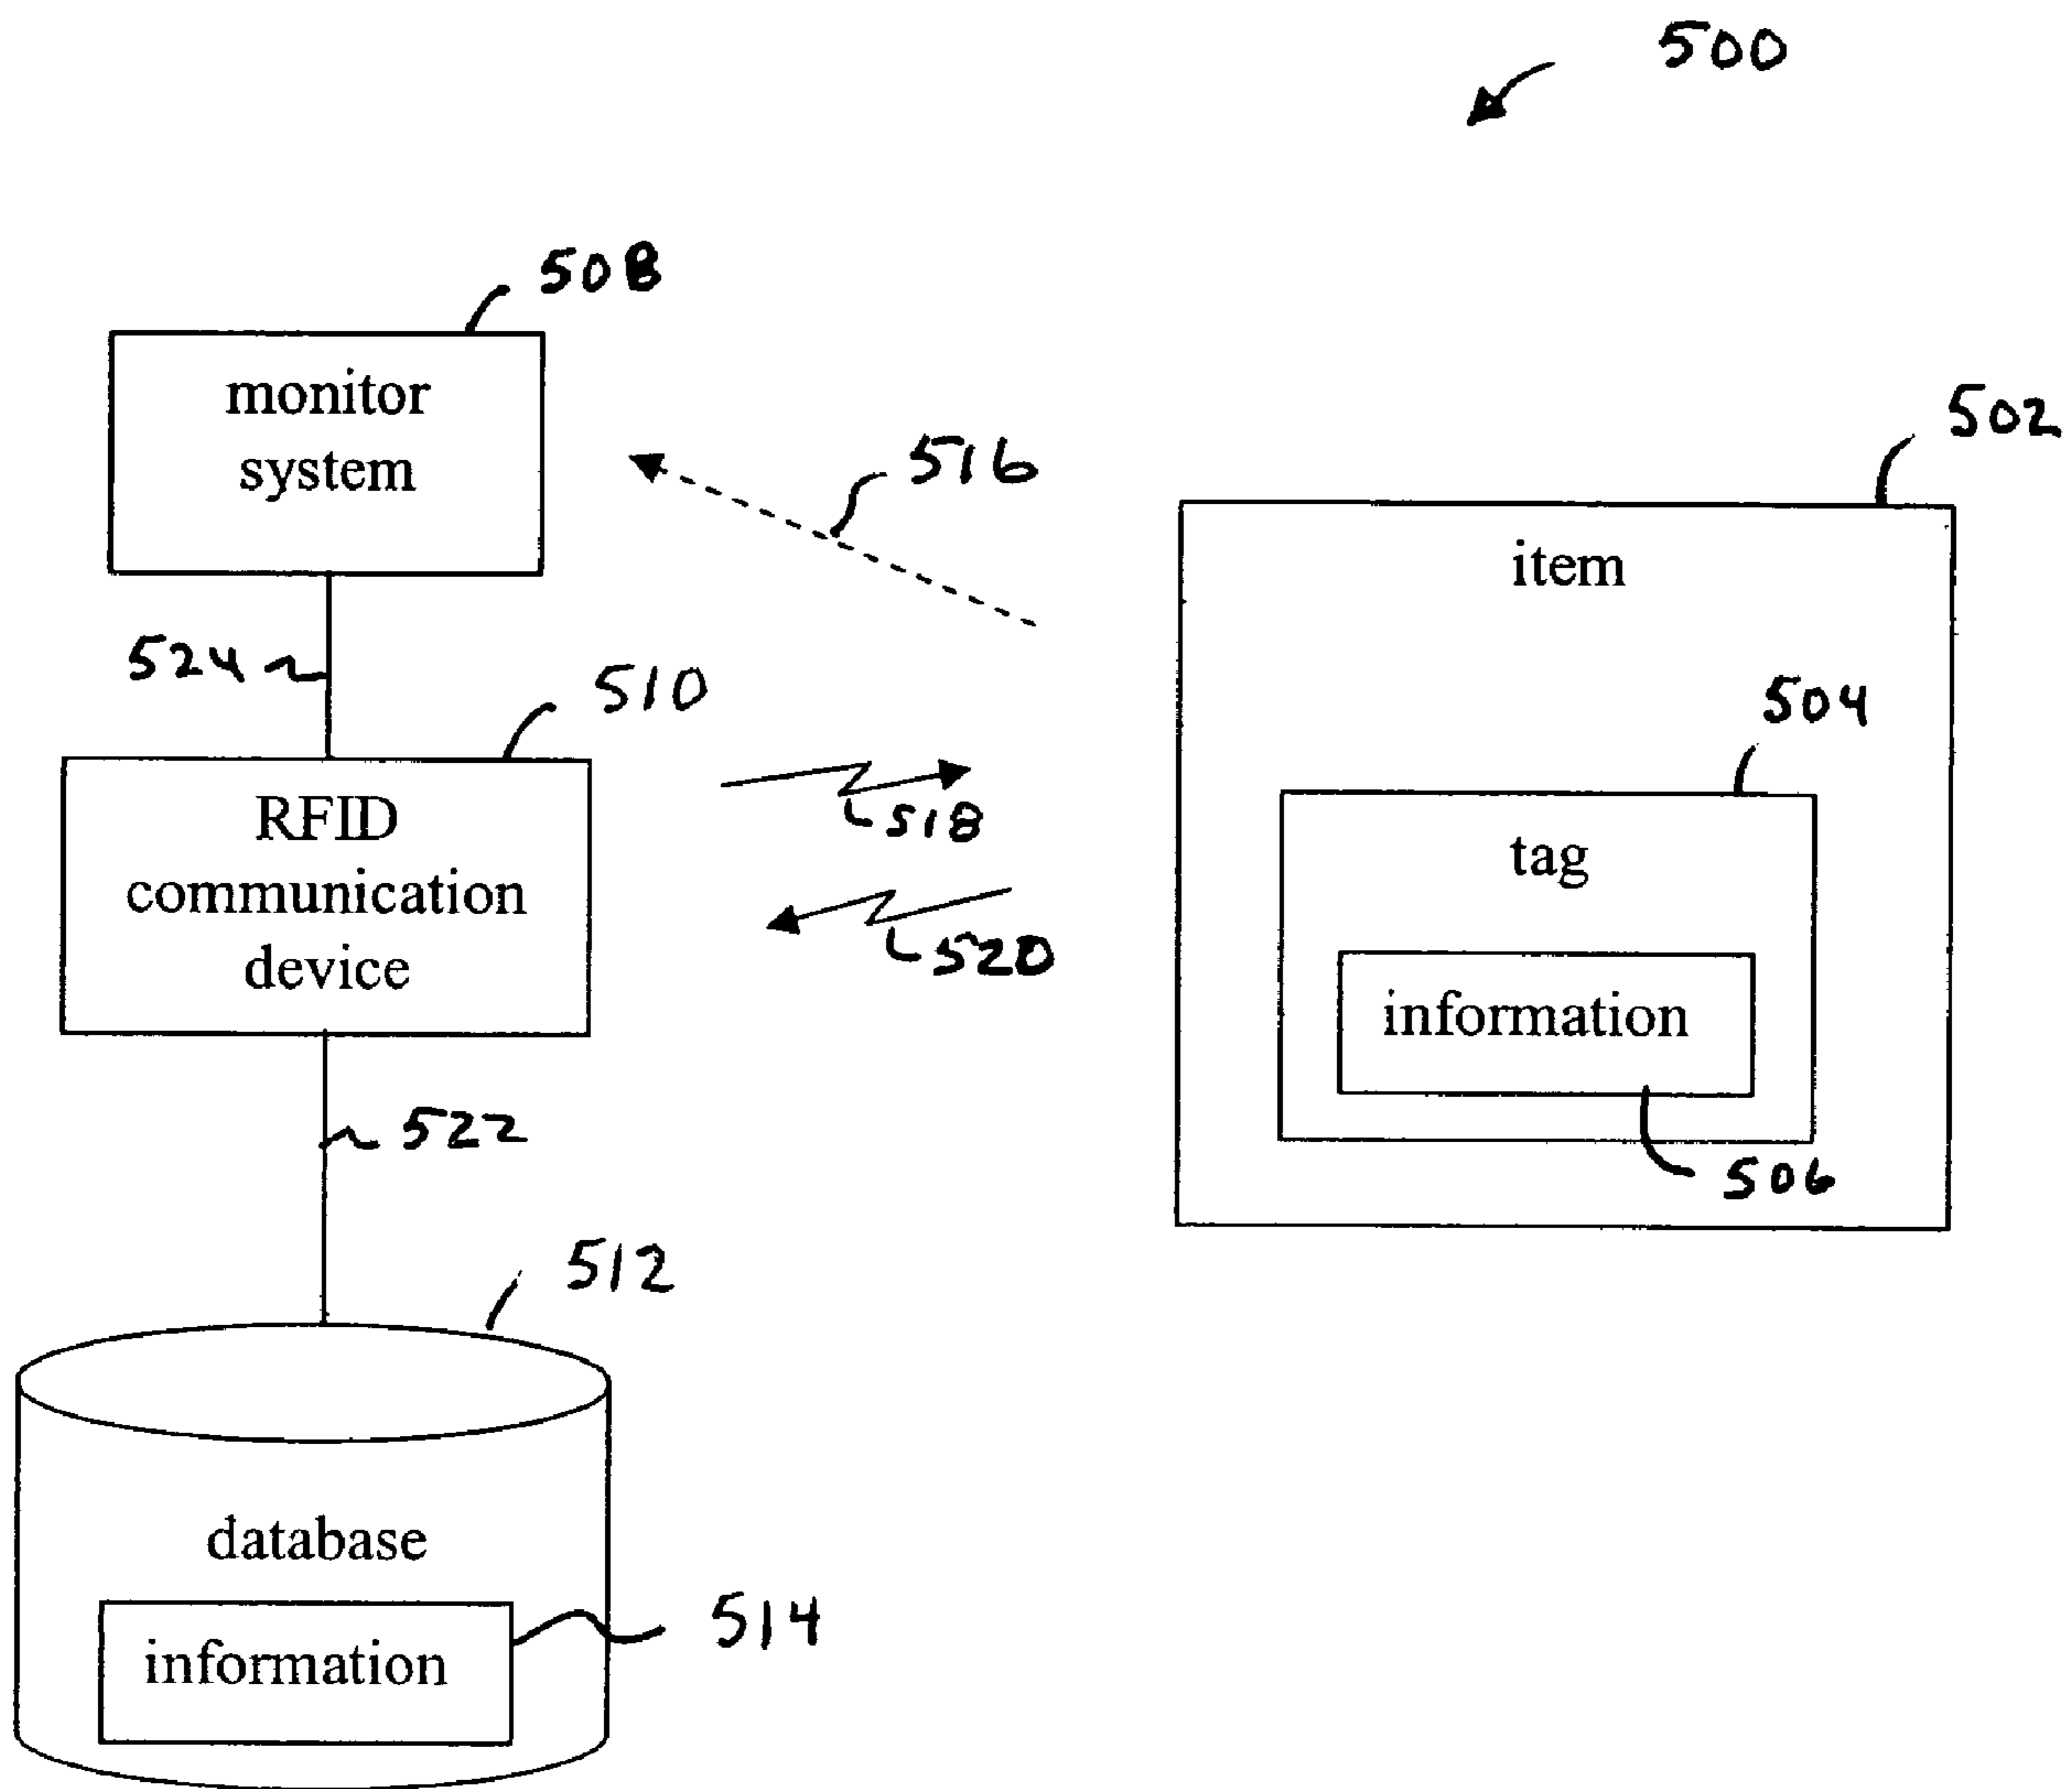 500
508
monitor
system
502
516
item
524
510
504
RFID
communication
device
518
tag
520
information
522
506
512
database
514
information